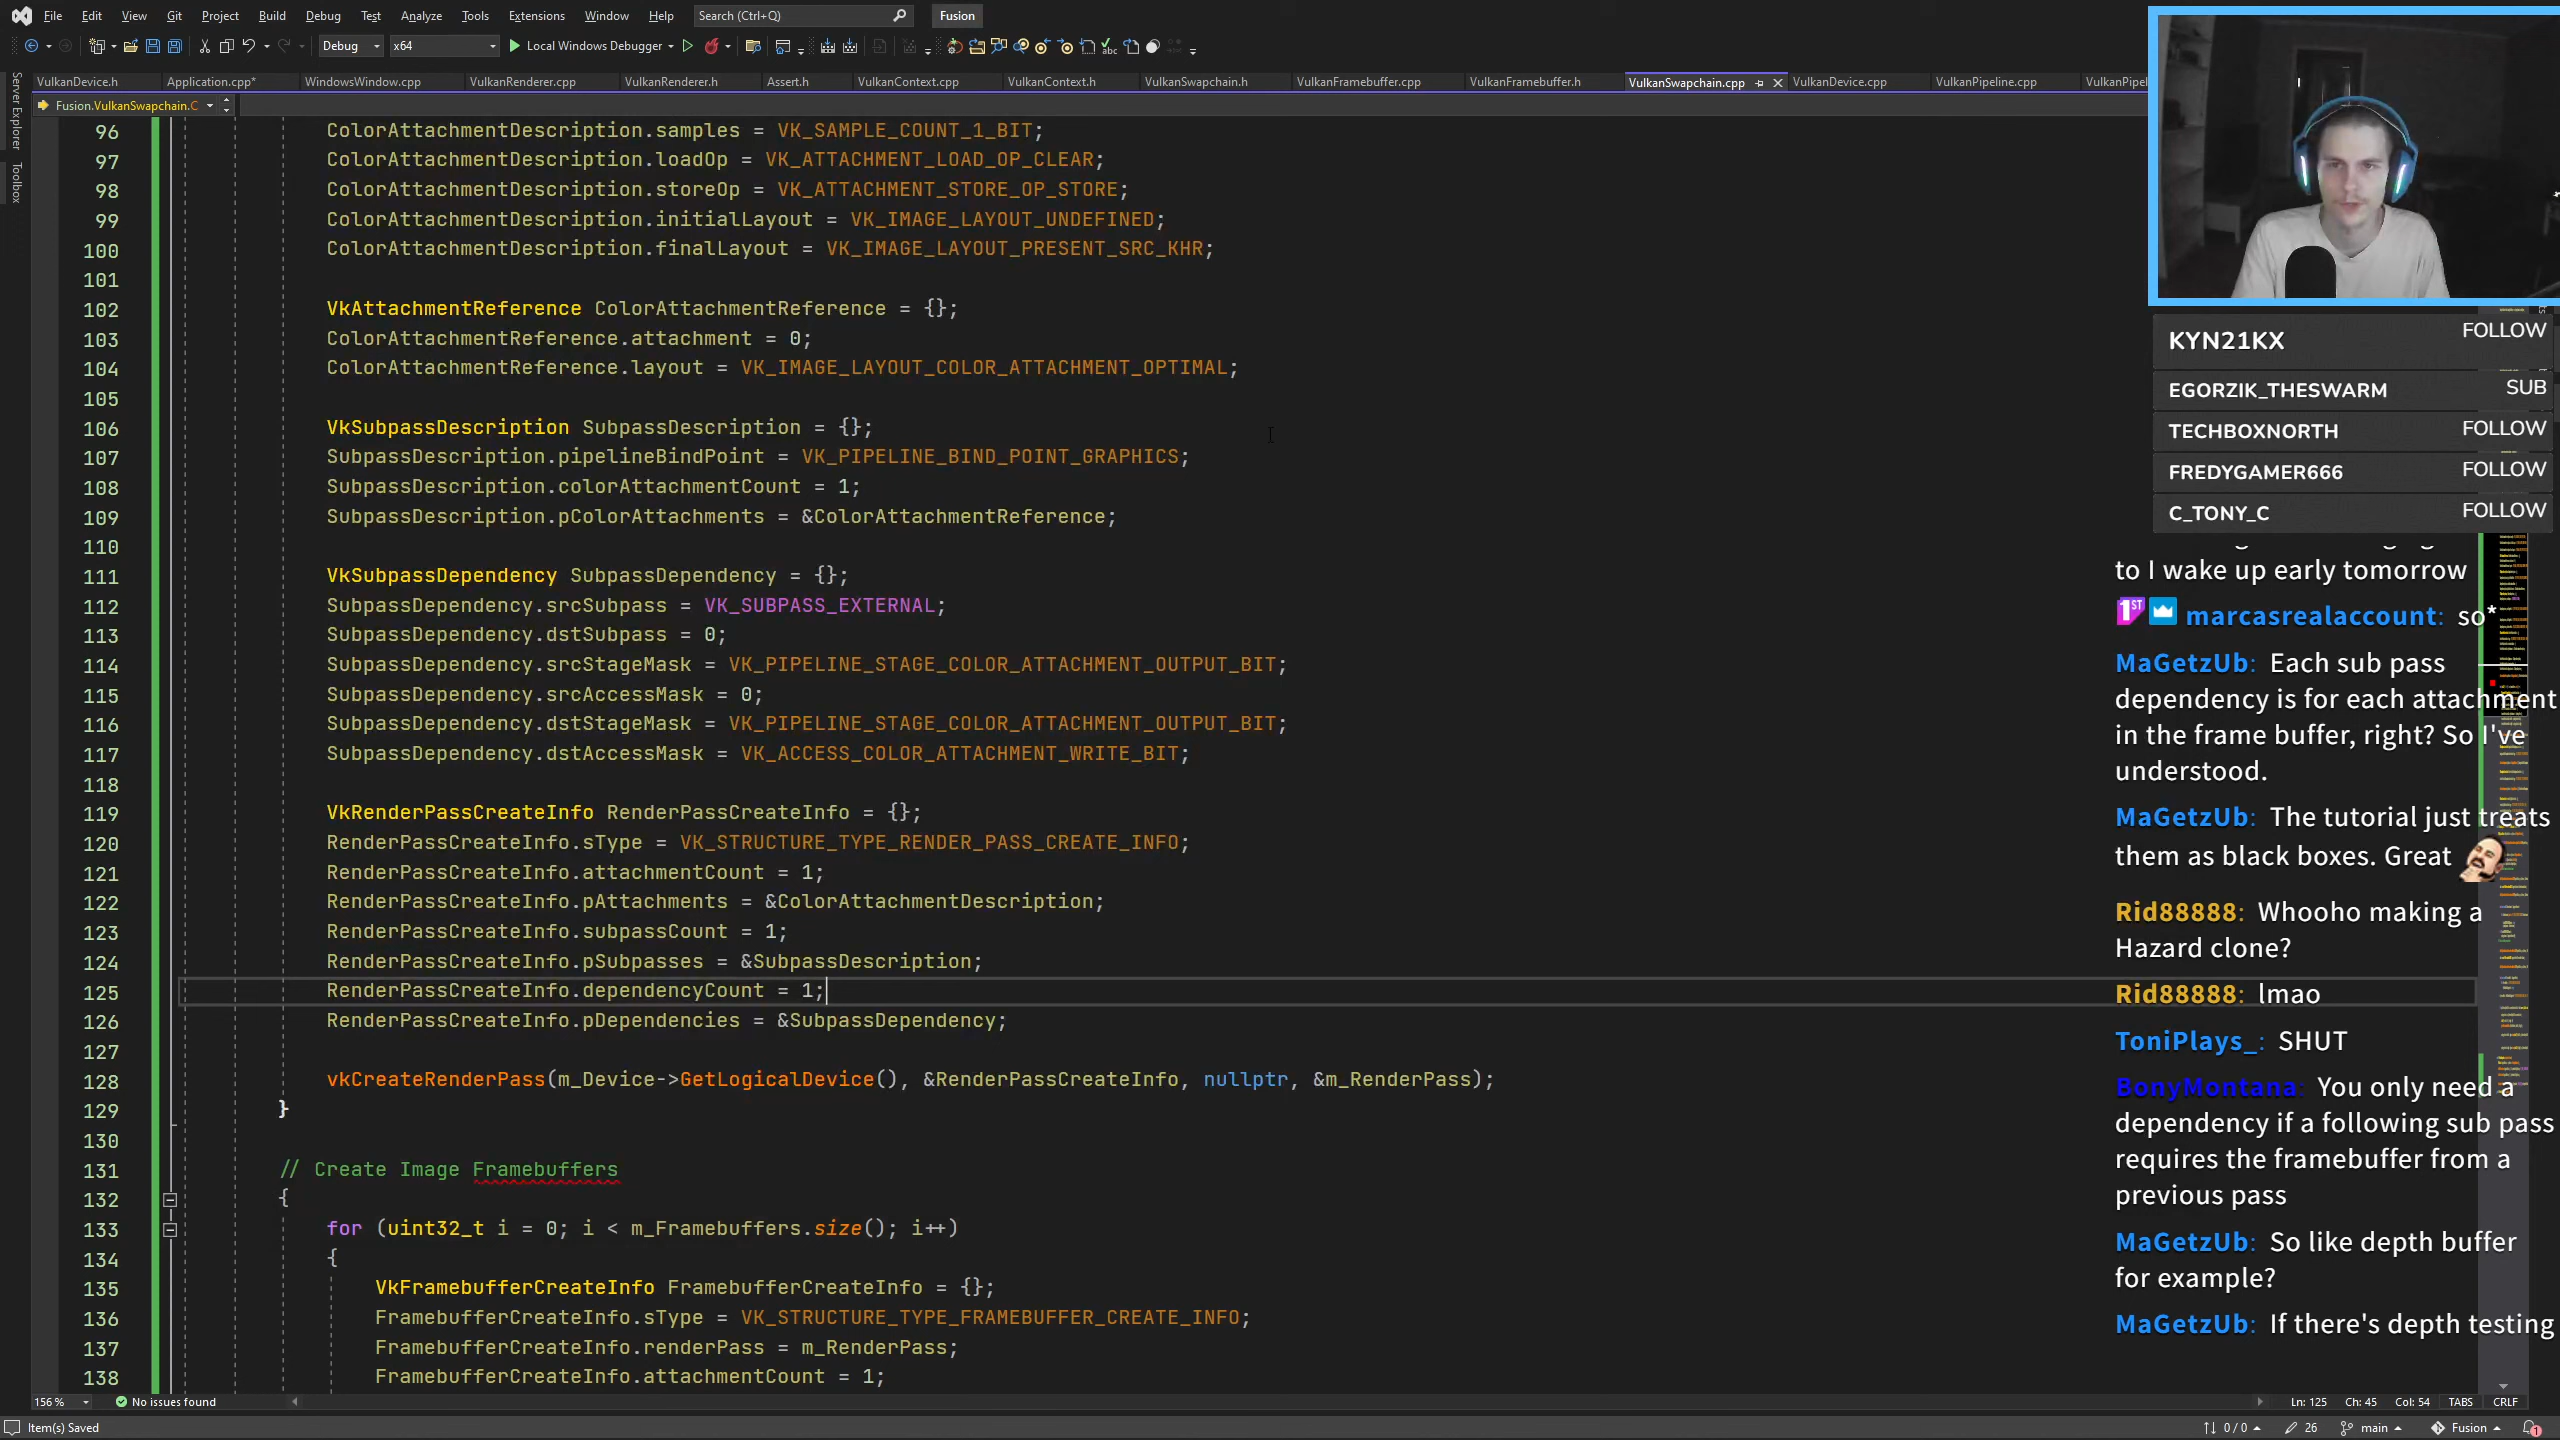 File Edit View Git Project Build Debug Test Analyze Tools Extensions Window Help Search (Ctrl+Q) Fusion
Debug x64 Local Windows Debugger
VulkanDevice.h Application.cpp* WindowsWindow.cpp VulkanRenderer.cpp VulkanRenderer.h Assert.h VulkanContext.cpp VulkanContext.h VulkanSwapchain.h VulkanFramebuffer.cpp VulkanFramebuffer.h VulkanSwapchain.cpp VulkanDevice.cpp VulkanPipeline.cpp VulkanPipel
Fusion.VulkanSwapchain.C
Server Explorer
Toolbox
96 ColorAttachmentDescription.samples = VK_SAMPLE_COUNT_1_BIT;
97 ColorAttachmentDescription.loadOp = VK_ATTACHMENT_LOAD_OP_CLEAR;
98 ColorAttachmentDescription.storeOp = VK_ATTACHMENT_STORE_OP_STORE;
99 ColorAttachmentDescription.initialLayout = VK_IMAGE_LAYOUT_UNDEFINED;
100 ColorAttachmentDescription.finalLayout = VK_IMAGE_LAYOUT_PRESENT_SRC_KHR;
101
102 VkAttachmentReference ColorAttachmentReference = {};
103 ColorAttachmentReference.attachment = 0;
104 ColorAttachmentReference.layout = VK_IMAGE_LAYOUT_COLOR_ATTACHMENT_OPTIMAL;
105
106 VkSubpassDescription SubpassDescription = {};
107 SubpassDescription.pipelineBindPoint = VK_PIPELINE_BIND_POINT_GRAPHICS;
108 SubpassDescription.colorAttachmentCount = 1;
109 SubpassDescription.pColorAttachments = &ColorAttachmentReference;
110
111 VkSubpassDependency SubpassDependency = {};
112 SubpassDependency.srcSubpass = VK_SUBPASS_EXTERNAL;
113 SubpassDependency.dstSubpass = 0;
114 SubpassDependency.srcStageMask = VK_PIPELINE_STAGE_COLOR_ATTACHMENT_OUTPUT_BIT;
115 SubpassDependency.srcAccessMask = 0;
116 SubpassDependency.dstStageMask = VK_PIPELINE_STAGE_COLOR_ATTACHMENT_OUTPUT_BIT;
117 SubpassDependency.dstAccessMask = VK_ACCESS_COLOR_ATTACHMENT_WRITE_BIT;
118
119 VkRenderPassCreateInfo RenderPassCreateInfo = {};
120 RenderPassCreateInfo.sType = VK_STRUCTURE_TYPE_RENDER_PASS_CREATE_INFO;
121 RenderPassCreateInfo.attachmentCount = 1;
122 RenderPassCreateInfo.pAttachments = &ColorAttachmentDescription;
123 RenderPassCreateInfo.subpassCount = 1;
124 RenderPassCreateInfo.pSubpasses = &SubpassDescription;
125 RenderPassCreateInfo.dependencyCount = 1;
126 RenderPassCreateInfo.pDependencies = &SubpassDependency;
127
128 vkCreateRenderPass(m_Device->GetLogicalDevice(), &RenderPassCreateInfo, nullptr, &m_RenderPass);
129 }
130
131 // Create Image Framebuffers
132 {
133 for (uint32_t i = 0; i < m_Framebuffers.size(); i++)
134 {
135 VkFramebufferCreateInfo FramebufferCreateInfo = {};
136 FramebufferCreateInfo.sType = VK_STRUCTURE_TYPE_FRAMEBUFFER_CREATE_INFO;
137 FramebufferCreateInfo.renderPass = m_RenderPass;
138 FramebufferCreateInfo.attachmentCount = 1;
KYN21KX FOLLOW
EGORZIK_THESWARM SUB
TECHBOXNORTH FOLLOW
FREDYGAMER666 FOLLOW
C_TONY_C FOLLOW
to I wake up early tomorrow
1ST marcasrealaccount: so*
MaGetzUb: Each sub pass
dependency is for each attachment
in the frame buffer, right? So I've
understood.
MaGetzUb: The tutorial just treats
them as black boxes. Great
Rid88888: Whooho making a
Hazard clone?
Rid88888: lmao
ToniPlays_: SHUT
BonyMontana: You only need a
dependency if a following sub pass
requires the framebuffer from a
previous pass
MaGetzUb: So like depth buffer
for example?
MaGetzUb: If there's depth testing
156 % No issues found Ln: 125 Ch: 45 Col: 54 TABS CRLF
Item(s) Saved 0 / 0 26 main Fusion 1